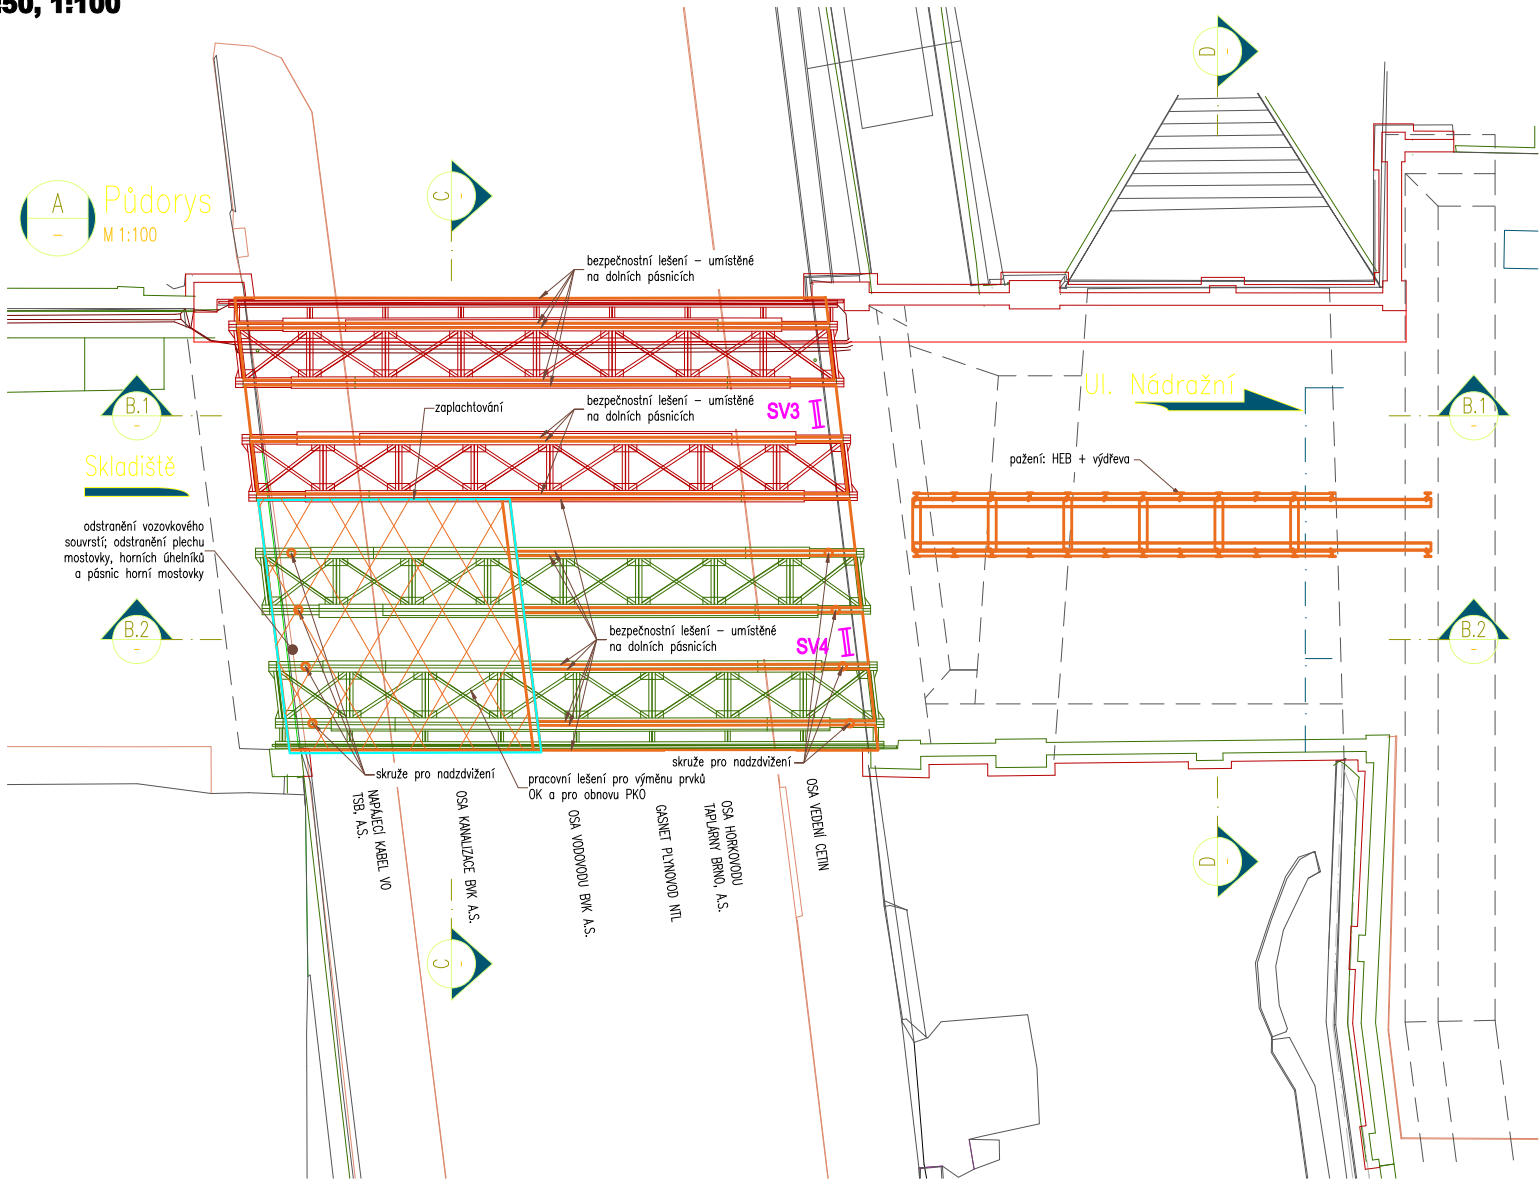 :50, 1:100
A
–
Půdorys
M 1:100
C
–
D
–
bezpečnostní lešení – umístěné
na dolních pásnicích
B.1
–
zaplachtování
bezpečnostní lešení – umístěné
na dolních pásnicích
SV3
Ul. Nádražní
B.1
–
Skladiště
pažení: HEB + výdřeva
odstranění vozovkového
souvrství; odstranění plechu
mostovky, horních úhelníků
a pásnic horní mostovky
B.2
–
bezpečnostní lešení – umístěné
na dolních pásnicích
SV4
B.2
–
skruže pro nadzdvižení
skruže pro nadzdvižení
pracovní lešení pro výměnu prvků
OK a pro obnovu PKO
NAPÁJECÍ KABEL VO
TSB, A.S.
OSA KANALIZACE BVK A.S.
OSA VODOVODU BVK A.S.
GASNET PLYNOVOD NTL
OSA HORKOVODU
TAPLÁRNY BRNO, A.S.
OSA VEDENÍ CETIN
D
–
C
–